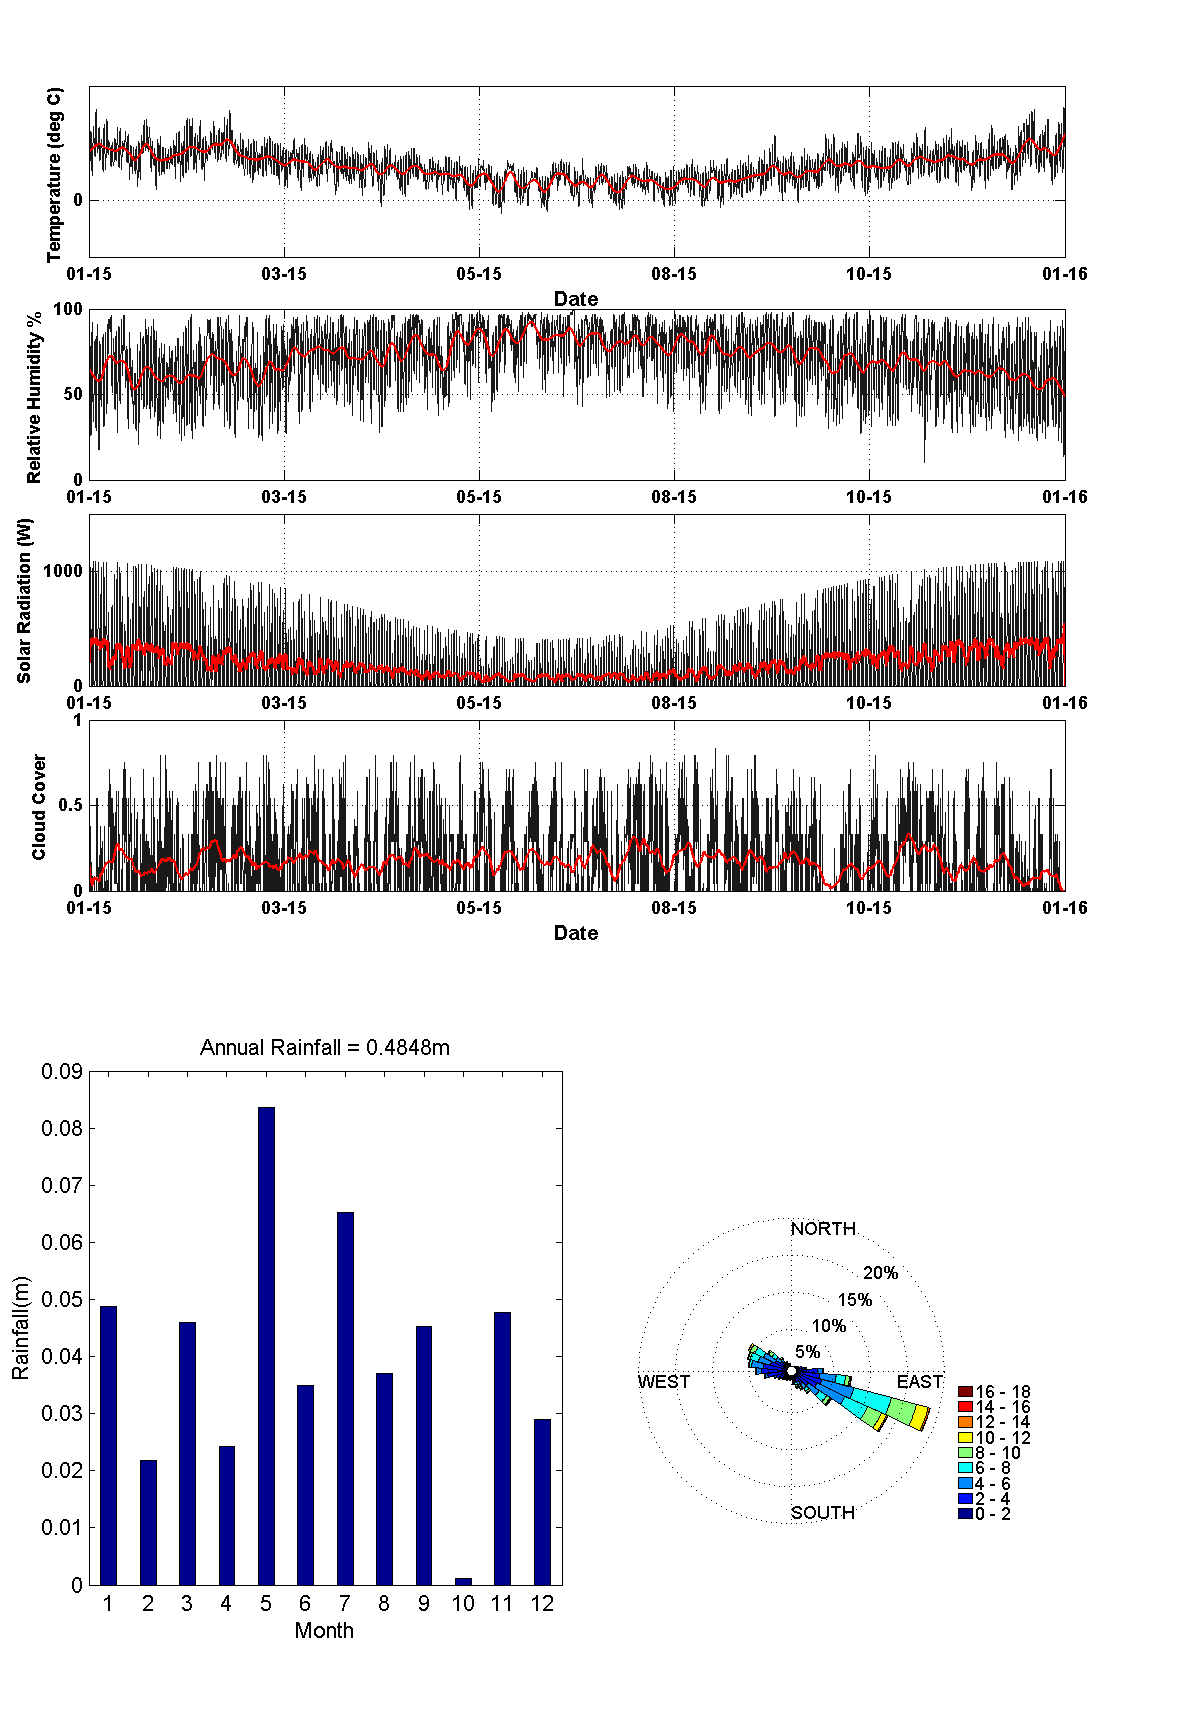 Temperature (deg C)
0
01-15 03-15 05-15 08-15 10-15 01-16
Date
Relative Humidity %
100
50
0
01-15 03-15 05-15 08-15 10-15 01-16
Solar Radiation (W)
1000
0
01-15 03-15 05-15 08-15 10-15 01-16
Cloud Cover
1
0.5
0
01-15 03-15 05-15 08-15 10-15 01-16
Date
Annual Rainfall = 0.4848m
Rainfall(m)
0.09
0.08
0.07
0.06
0.05
0.04
0.03
0.02
0.01
0
1 2 3 4 5 6 7 8 9 10 11 12
Month
NORTH
20%
15%
10%
5%
WEST
EAST
SOUTH
16 - 18
14 - 16
12 - 14
10 - 12
8 - 10
6 - 8
4 - 6
2 - 4
0 - 2